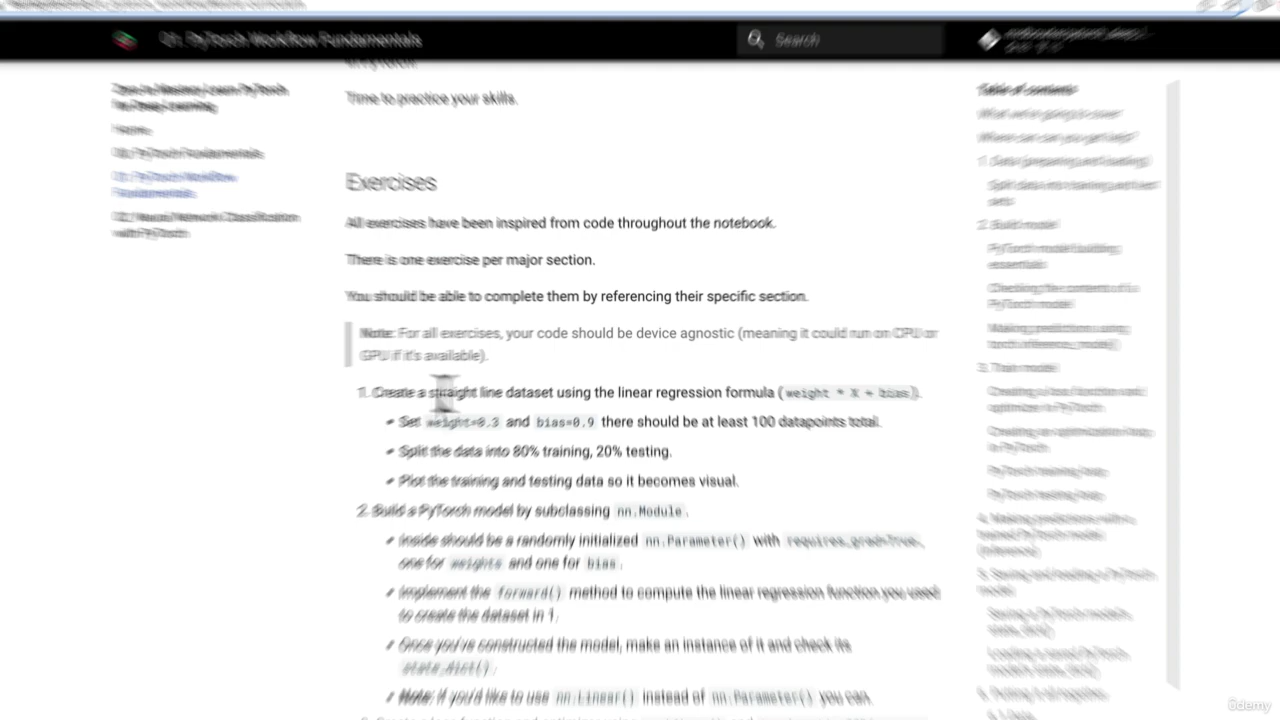 01. PyTorch Workflow Fundamentals
Search
Time to practice your skills.
Home
00. PyTorch Fundamentals
01. PyTorch Workflow
Fundamentals
02. Neural Network Classification
with PyTorch
Exercises
All exercises have been inspired from code throughout the notebook.
There is one exercise per major section.
You should be able to complete them by referencing their specific section.
Note: For all exercises, your code should be device agnostic (meaning it could run on CPU or
GPU if it's available).
1. Create a straight line dataset using the linear regression formula (weight * X + bias).
• Set weight=0.3 and bias=0.9 there should be at least 100 datapoints total.
• Split the data into 80% training, 20% testing.
• Plot the training and testing data so it becomes visual.
2. Build a PyTorch model by subclassing nn.Module.
• Inside should be a randomly initialized nn.Parameter() with requires_grad=True,
one for weights and one for bias.
• Implement the forward() method to compute the linear regression function you used
to create the dataset in 1.
• Once you've constructed the model, make an instance of it and check its
state_dict().
• Note: If you'd like to use nn.Linear() instead of nn.Parameter() you can.
Table of contents
What we're going to cover
Where can you get help?
1. Data (preparing and loading)
Split data into training and test
sets
2. Build model
PyTorch model building
essentials
Checking the contents of a
PyTorch model
Making predictions using
torch.inference_mode()
3. Train model
Creating a loss function and
optimizer in PyTorch
Creating an optimization loop
in PyTorch
PyTorch training loop
PyTorch testing loop
4. Making predictions with a
trained PyTorch model
(inference)
5. Saving and loading a PyTorch
model
Saving a PyTorch model's
state_dict()
Loading a saved PyTorch
model's state_dict()
6. Putting it all together
6.1 Data
ûdemy